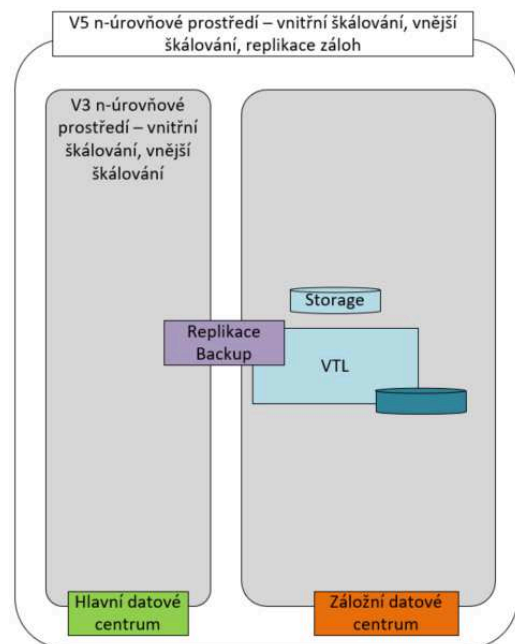 V5 n-úrovňové prostředí – vnitřní škálování, vnější
škálování, replikace záloh
V3 n-úrovňové
prostředí – vnitřní
škálování, vnější
škálování
Storage
Replikace
Backup
VTL
Hlavní datové
centrum
Záložní datové
centrum